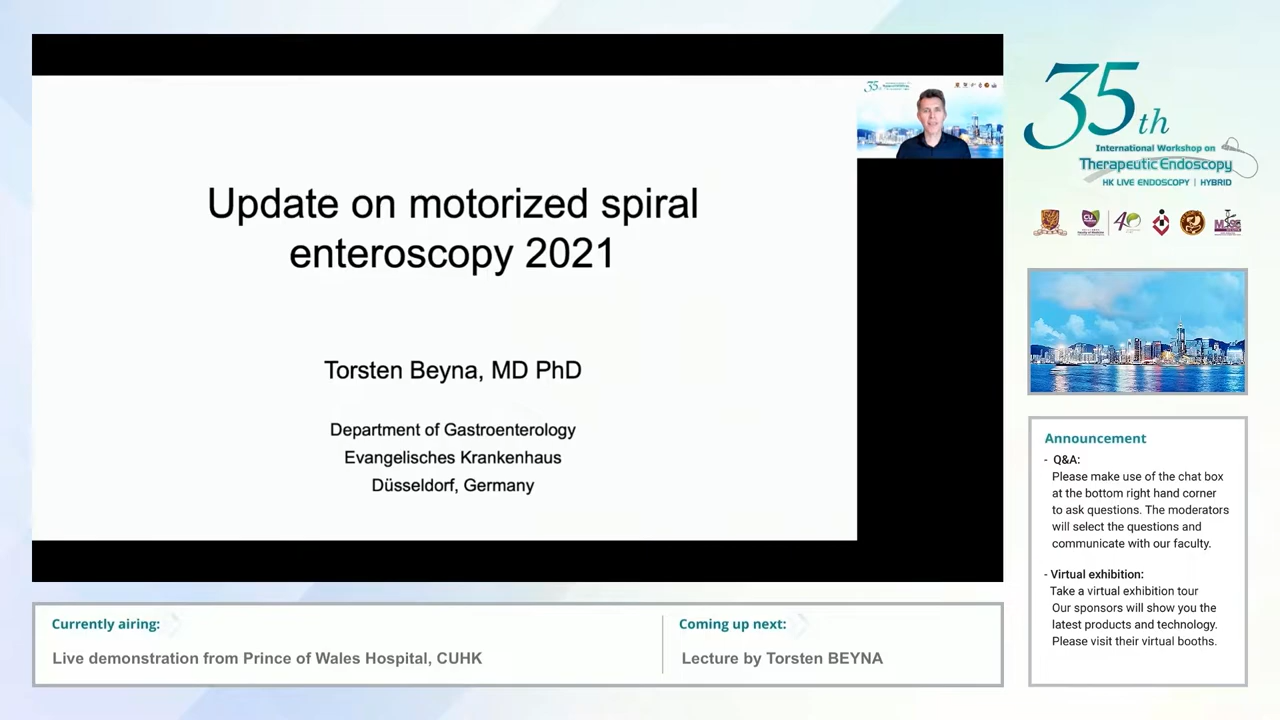 Update on motorized spiral
enteroscopy 2021
Torsten Beyna, MD PhD
Department of Gastroenterology
Evangelisches Krankenhaus
Düsseldorf, Germany
35th
International Workshop on
Therapeutic Endoscopy
HK LIVE ENDOSCOPY | HYBRID
Announcement
- Q&A:
Please make use of the chat box
at the bottom right hand corner
to ask questions. The moderators
will select the questions and
communicate with our faculty.
- Virtual exhibition:
Take a virtual exhibition tour
Our sponsors will show you the
latest products and technology.
Please visit their virtual booths.
Currently airing:
Live demonstration from Prince of Wales Hospital, CUHK
Coming up next:
Lecture by Torsten BEYNA